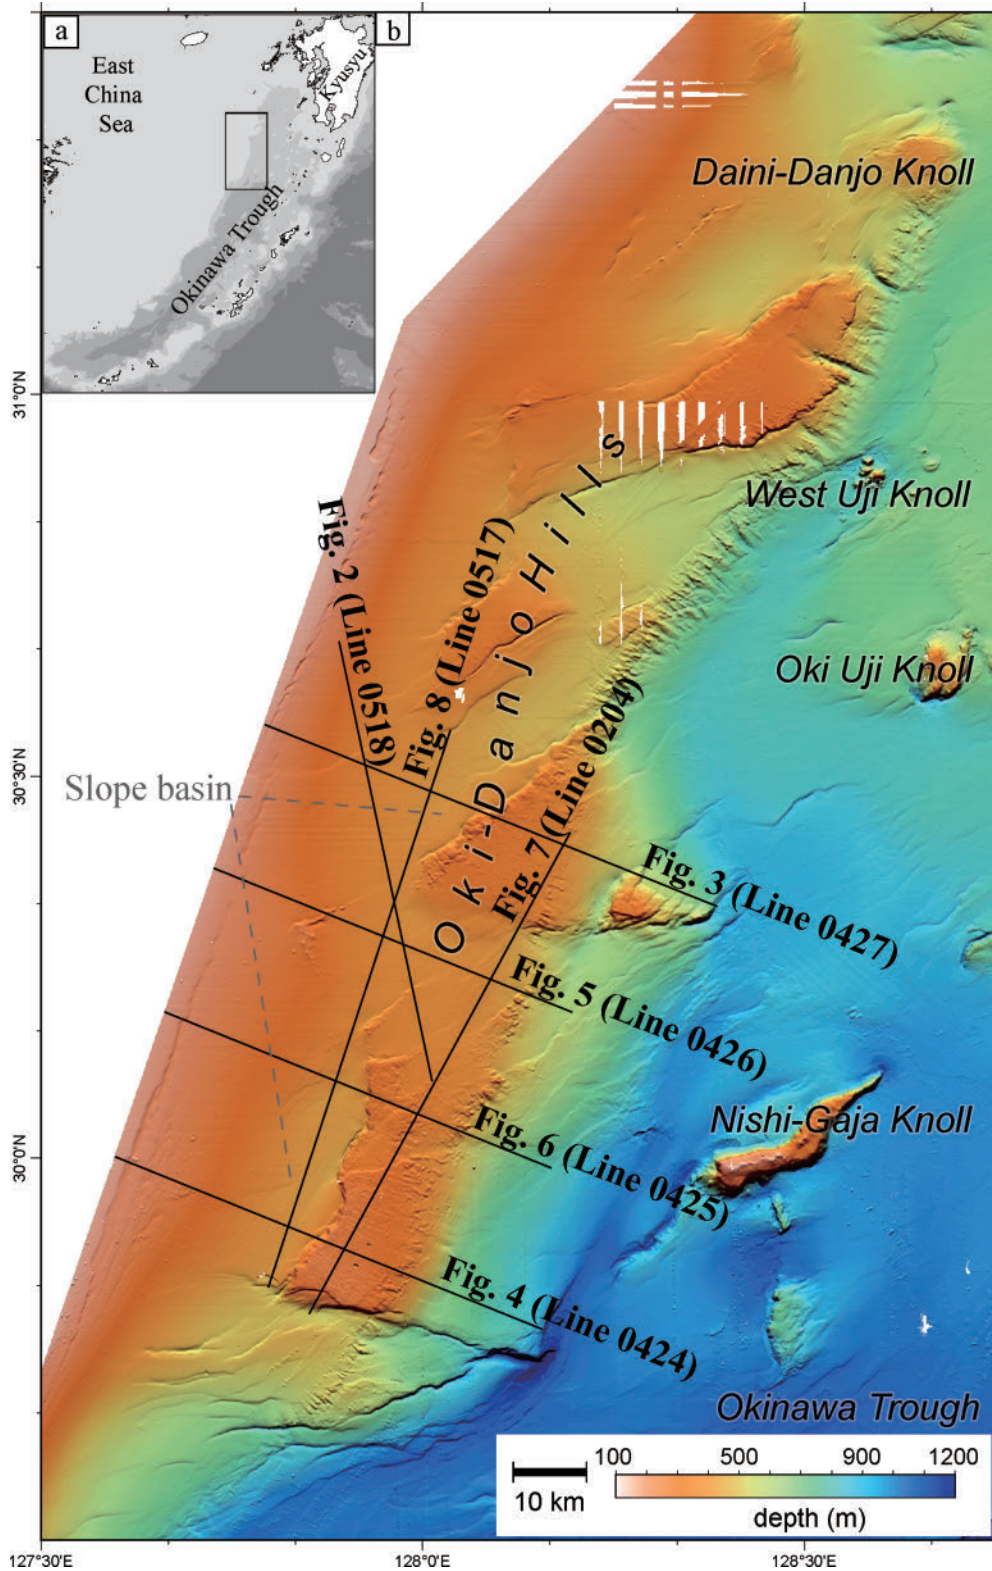 a
b
East
China
Sea
Kyusyu
Okinawa Trough
Daini-Danjo Knoll
31°0'N
West Uji Knoll
Oki-Danjo Hills
Fig. 2 (Line 0518)
Fig. 8 (Line 0517)
Oki Uji Knoll
Fig. 7 (Line 0204)
30°30'N
Slope basin
Fig. 3 (Line 0427)
Fig. 5 (Line 0426)
Nishi-Gaja Knoll
30°0'N
Fig. 6 (Line 0425)
Fig. 4 (Line 0424)
Okinawa Trough
10 km
100 500 900 1200
depth (m)
127°30'E 128°0'E 128°30'E